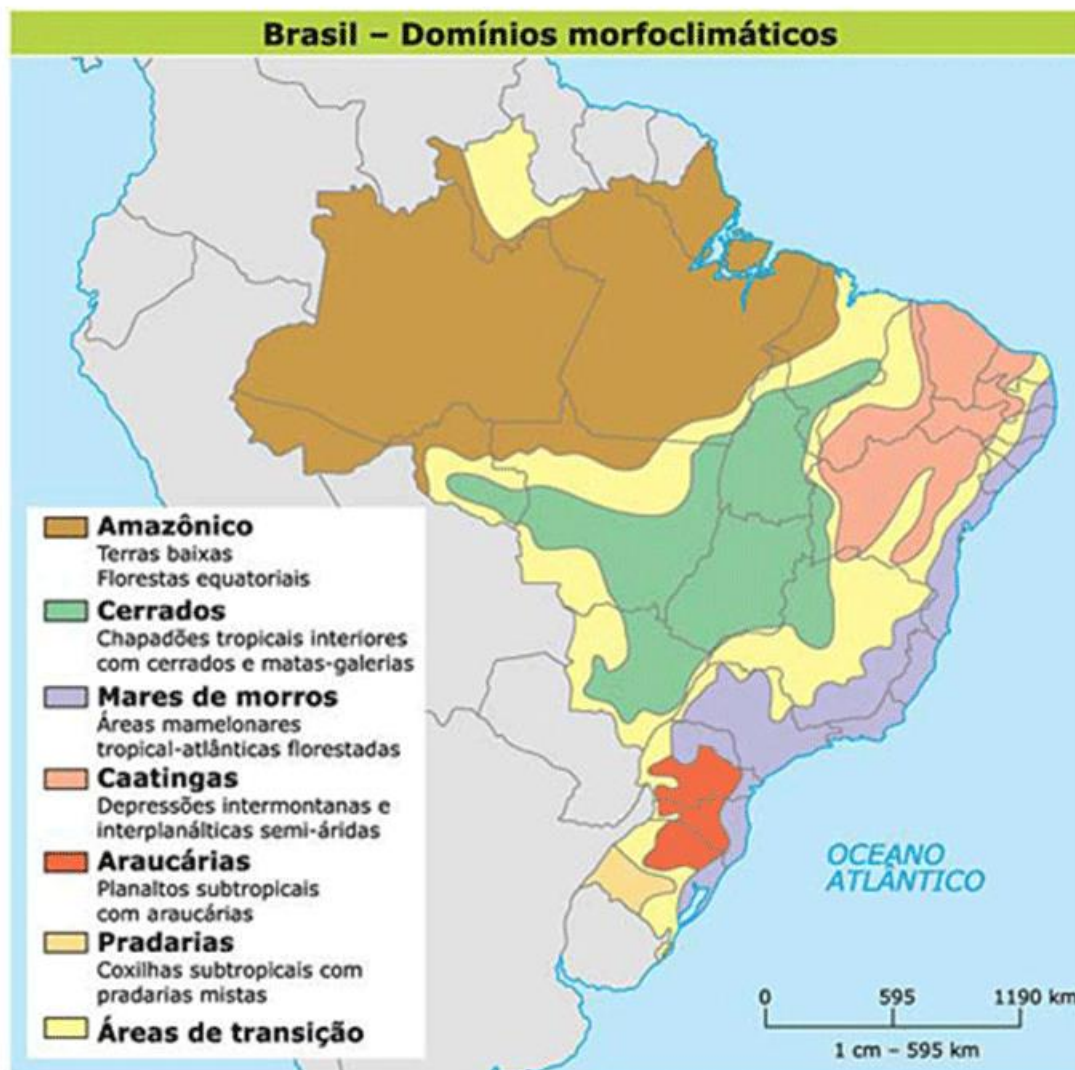 Brasil – Domínios morfoclimáticos
Amazônico
Terras baixas
Florestas equatoriais
Cerrados
Chapadões tropicais interiores
com cerrados e matas-galerias
Mares de morros
Áreas mamelonares
tropical-atlânticas florestadas
Caatingas
Depressões intermontanas e
interplanálticas semi-áridas
Araucárias
Planaltos subtropicais
com araucárias
Pradarias
Coxilhas subtropicais com
pradarias mistas
Áreas de transição
OCEANO
ATLÂNTICO
0 595 1190 km
1 cm – 595 km